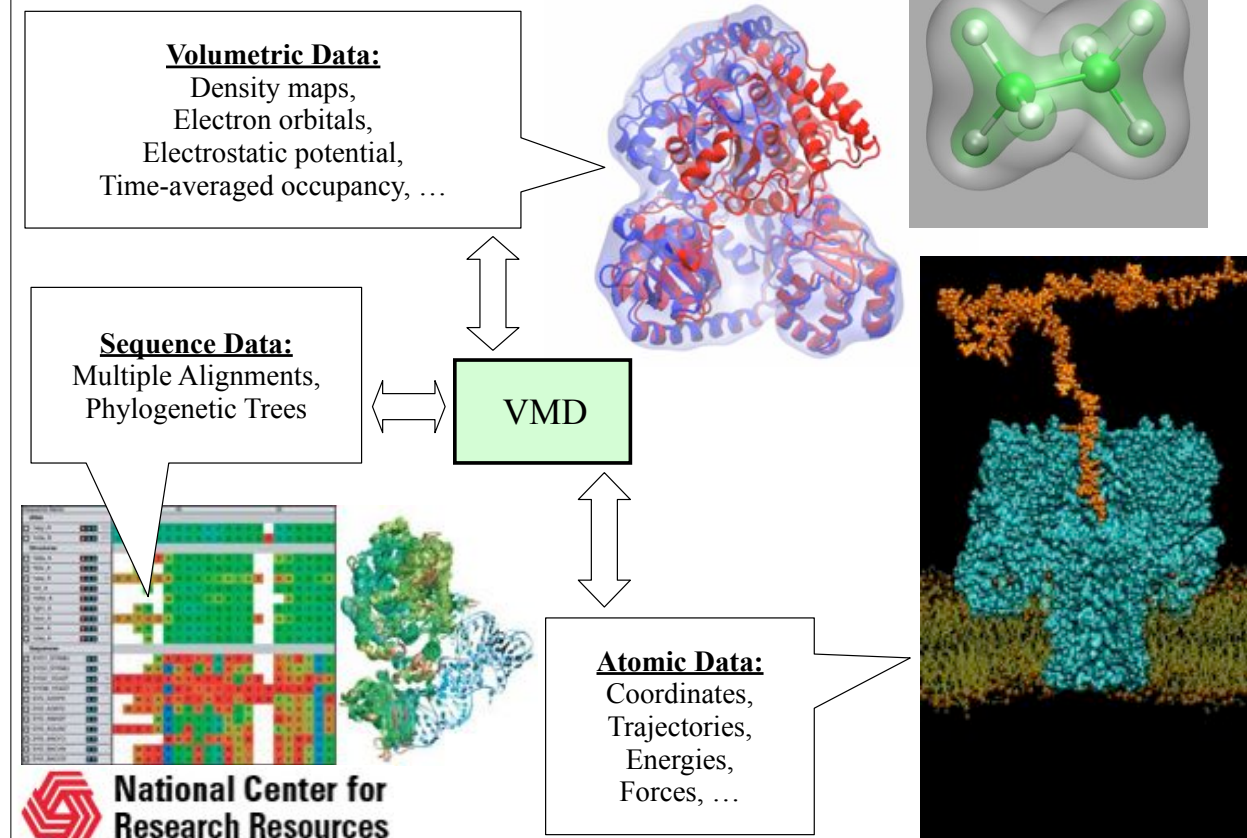 Volumetric Data:
Density maps,
Electron orbitals,
Electrostatic potential,
Time-averaged occupancy, …
Sequence Data:
Multiple Alignments,
Phylogenetic Trees
VMD
Atomic Data:
Coordinates,
Trajectories,
Energies,
Forces, …
National Center for
Research Resources